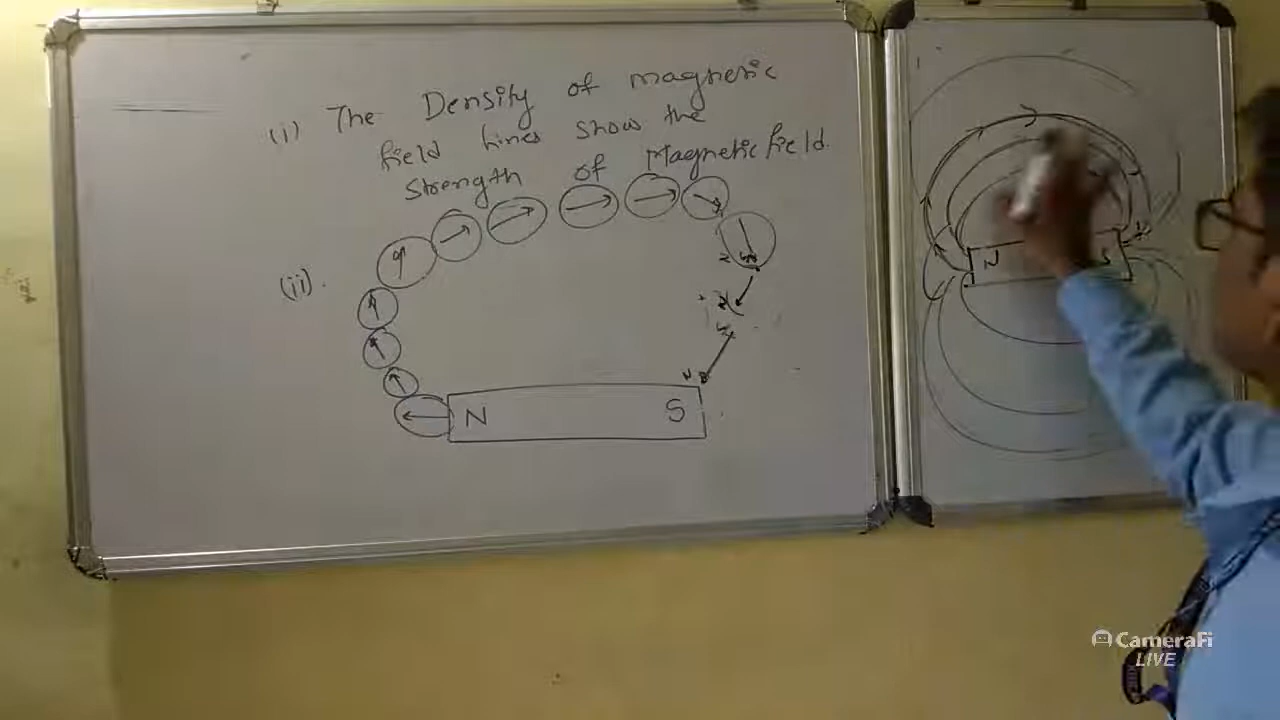 (i) The Density of magnetic
field Lines show the
strength of Magnetic field.
(ii).
N S
N S
CameraFi
LIVE